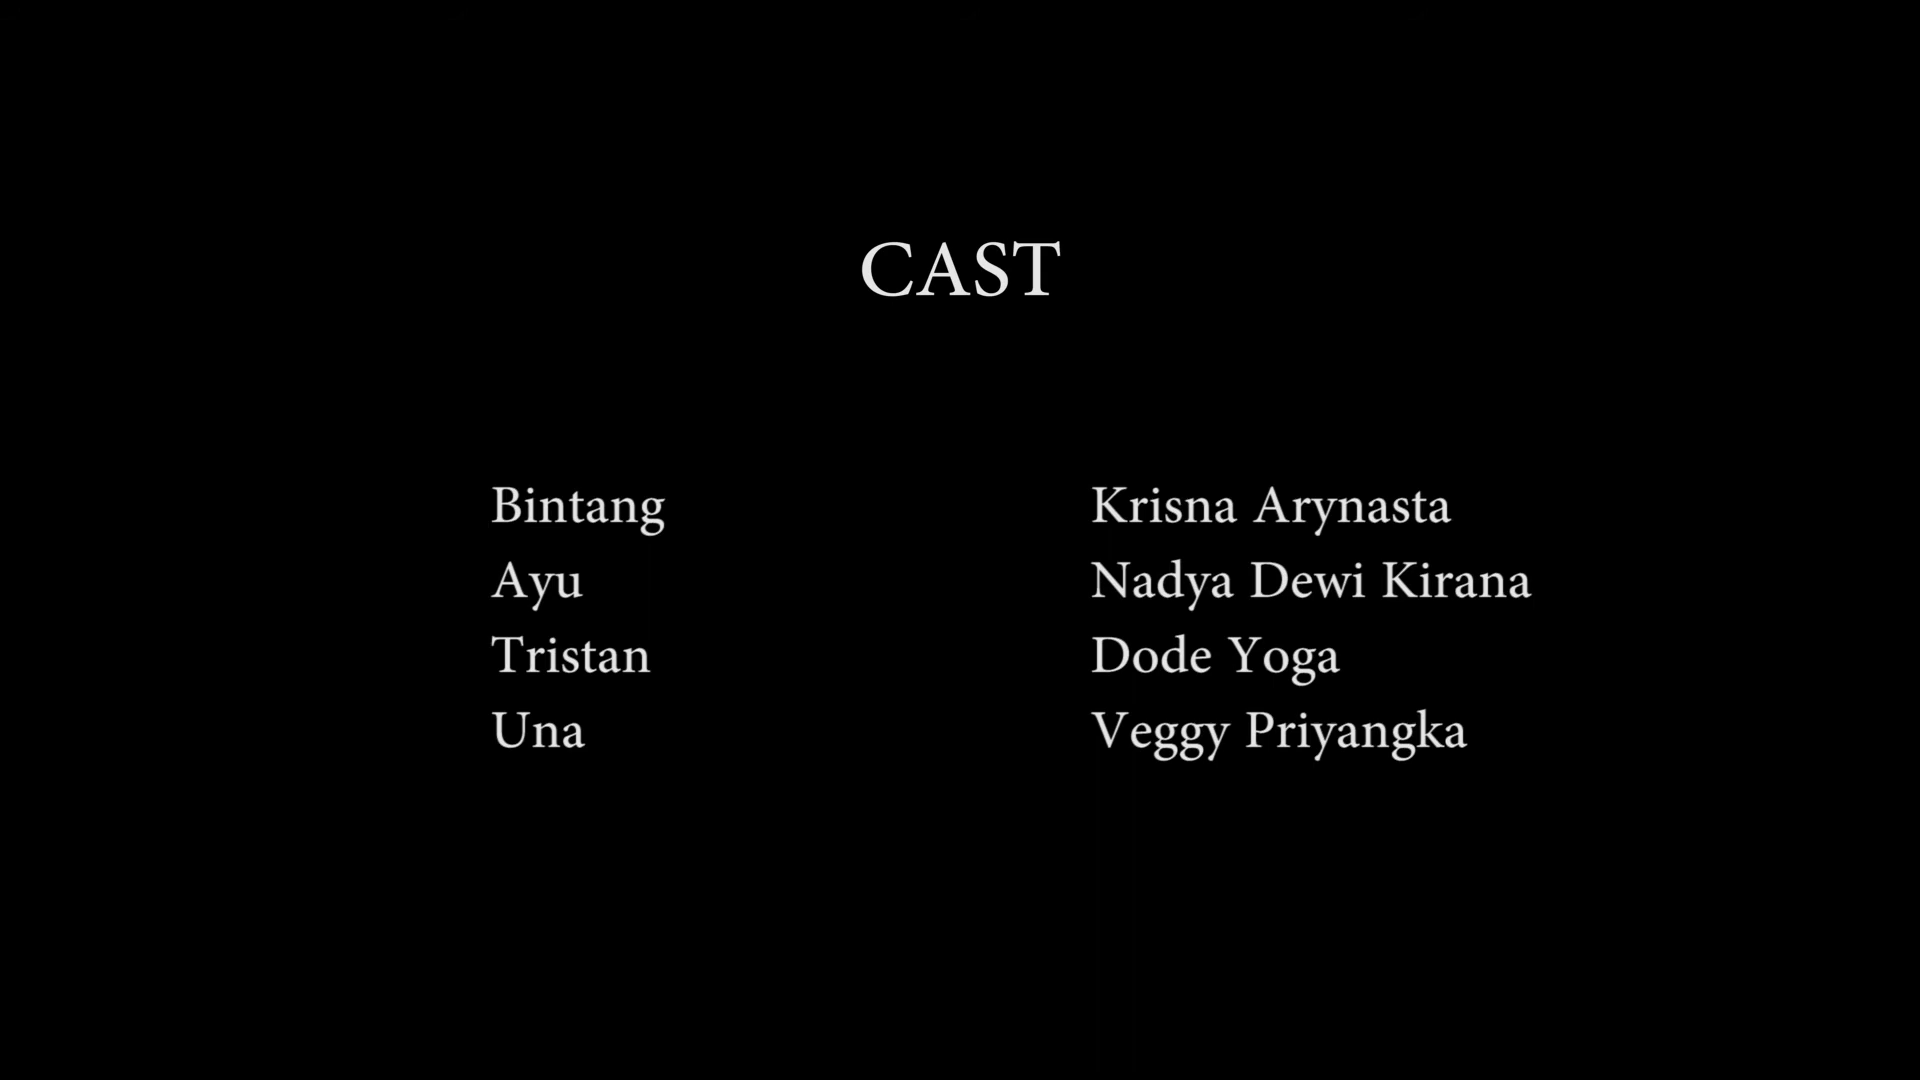 CAST
Bintang Krisna Arynasta
Ayu Nadya Dewi Kirana
Tristan Dode Yoga
Una Veggy Priyangka